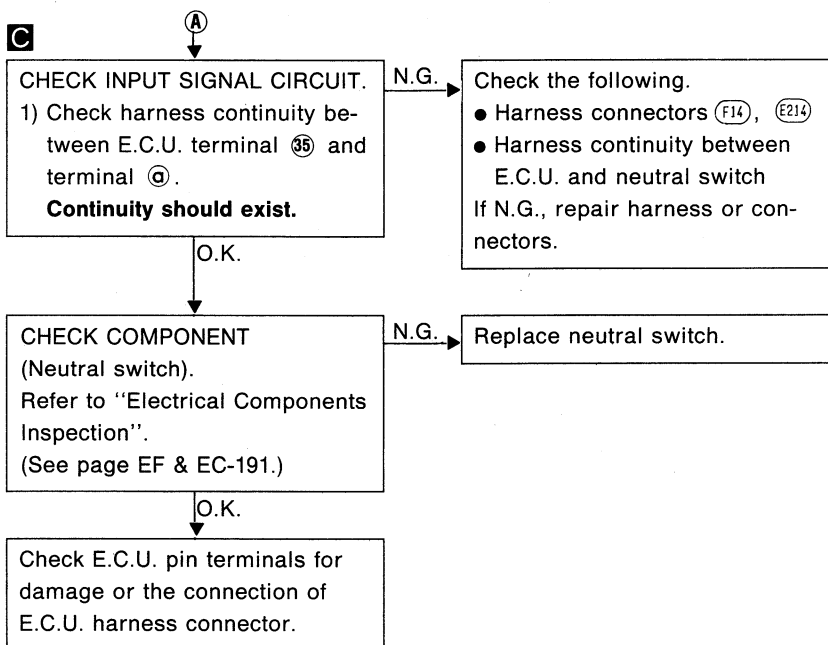 Ⓐ
C
CHECK INPUT SIGNAL CIRCUIT.
1) Check harness continuity be-
tween E.C.U. terminal ㉟ and
terminal ⓐ.
Continuity should exist.
N.G.
Check the following.
● Harness connectors (F14), (E214)
● Harness continuity between
E.C.U. and neutral switch
If N.G., repair harness or con-
nectors.
O.K.
CHECK COMPONENT
(Neutral switch).
Refer to ''Electrical Components
Inspection''.
(See page EF & EC-191.)
N.G.
Replace neutral switch.
O.K.
Check E.C.U. pin terminals for
damage or the connection of
E.C.U. harness connector.